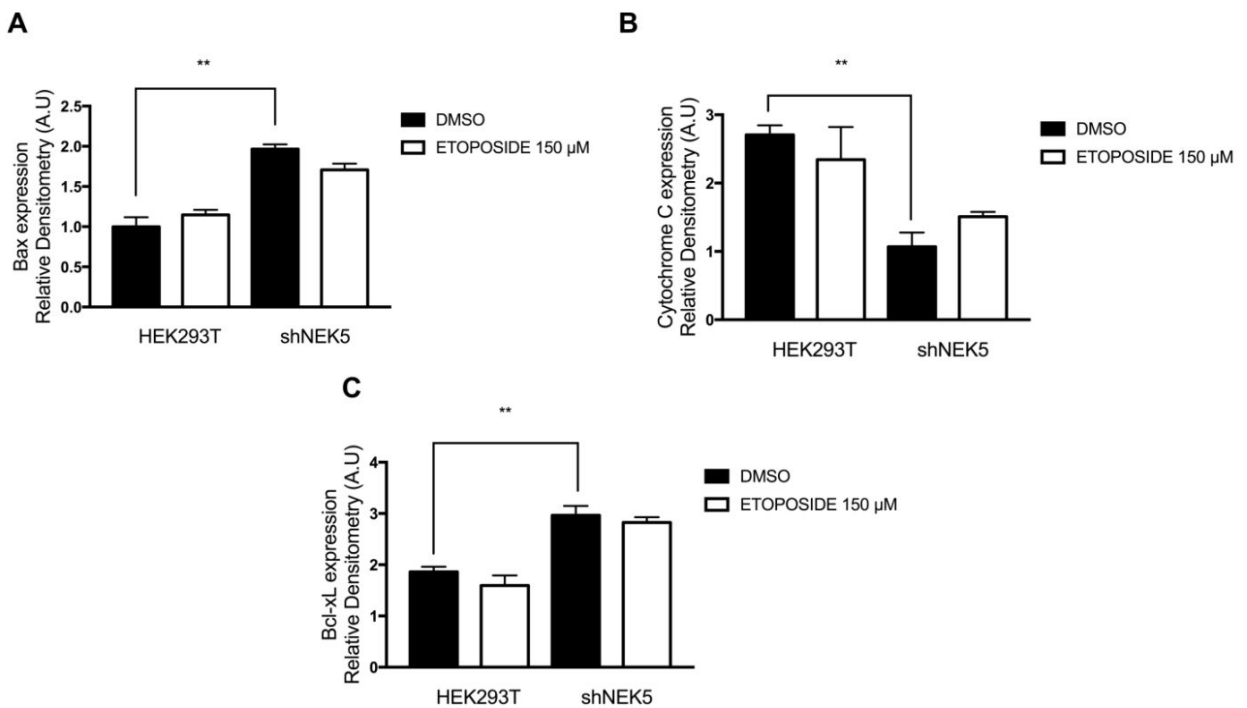 A
**
Bax expression
Relative Densitometry (A.U)
2.5
2.0
1.5
1.0
0.5
0.0
HEK293T shNEK5
DMSO
ETOPOSIDE 150 µM
B
**
Cytochrome C expression
Relative Densitometry (A.U)
3
2
1
0
HEK293T shNEK5
DMSO
ETOPOSIDE 150 µM
C
**
Bcl-xL expression
Relative Densitometry (A.U)
4
3
2
1
0
HEK293T shNEK5
DMSO
ETOPOSIDE 150 µM